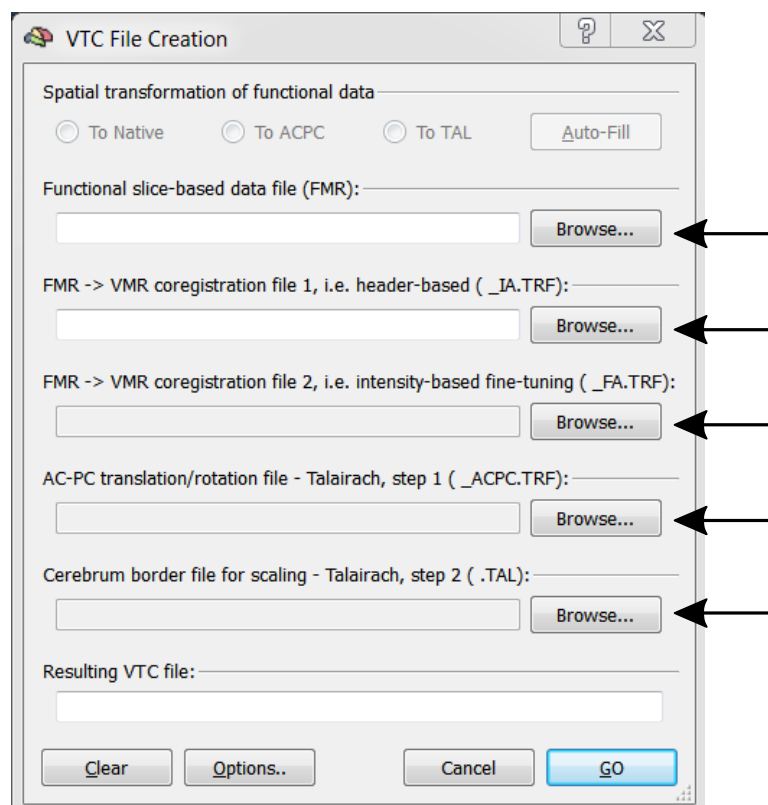 VTC File Creation
Spatial transformation of functional data
To Native To ACPC To TAL Auto-Fill
Functional slice-based data file (FMR):
Browse...
FMR -> VMR coregistration file 1, i.e. header-based ( _IA.TRF):
Browse...
FMR -> VMR coregistration file 2, i.e. intensity-based fine-tuning ( _FA.TRF):
Browse...
AC-PC translation/rotation file - Talairach, step 1 ( _ACPC.TRF):
Browse...
Cerebrum border file for scaling - Talairach, step 2 ( .TAL):
Browse...
Resulting VTC file:
Clear Options.. Cancel GO